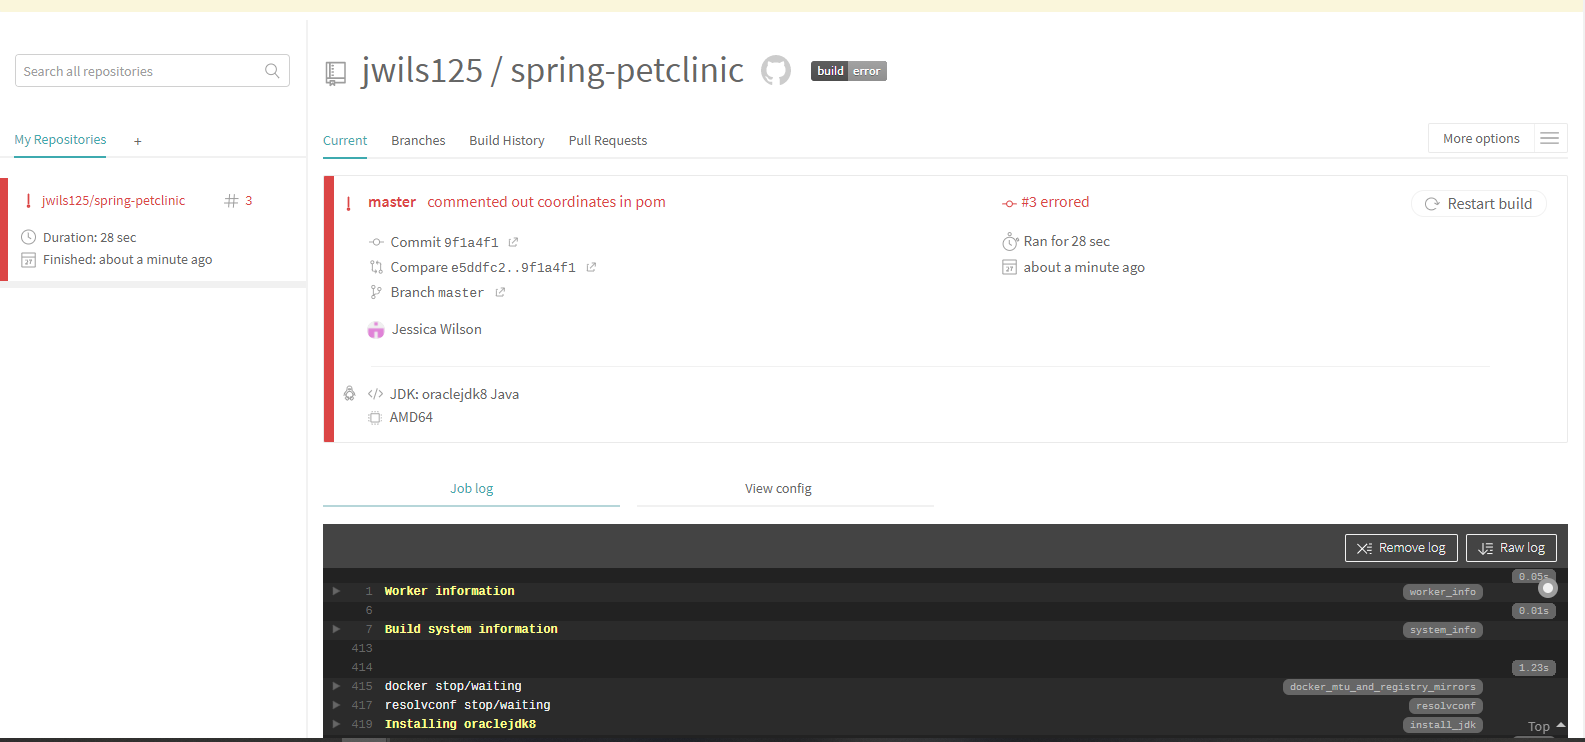 Search all repositories
My Repositories +
jwils125/spring-petclinic # 3
Duration: 28 sec
Finished: about a minute ago
jwils125 / spring-petclinic build error
Current Branches Build History Pull Requests More options
! master commented out coordinates in pom #3 errored Restart build
Commit 9f1a4f1 Ran for 28 sec
Compare e5ddfc2..9f1a4f1 about a minute ago
Branch master
Jessica Wilson
JDK: oraclejdk8 Java
AMD64
Job log View config
Remove log Raw log
0.05s
1 Worker information worker_info
6 0.01s
7 Build system information system_info
413
414 1.23s
415 docker stop/waiting docker_mtu_and_registry_mirrors
417 resolvconf stop/waiting resolvconf
419 Installing oraclejdk8 install_jdk
Top